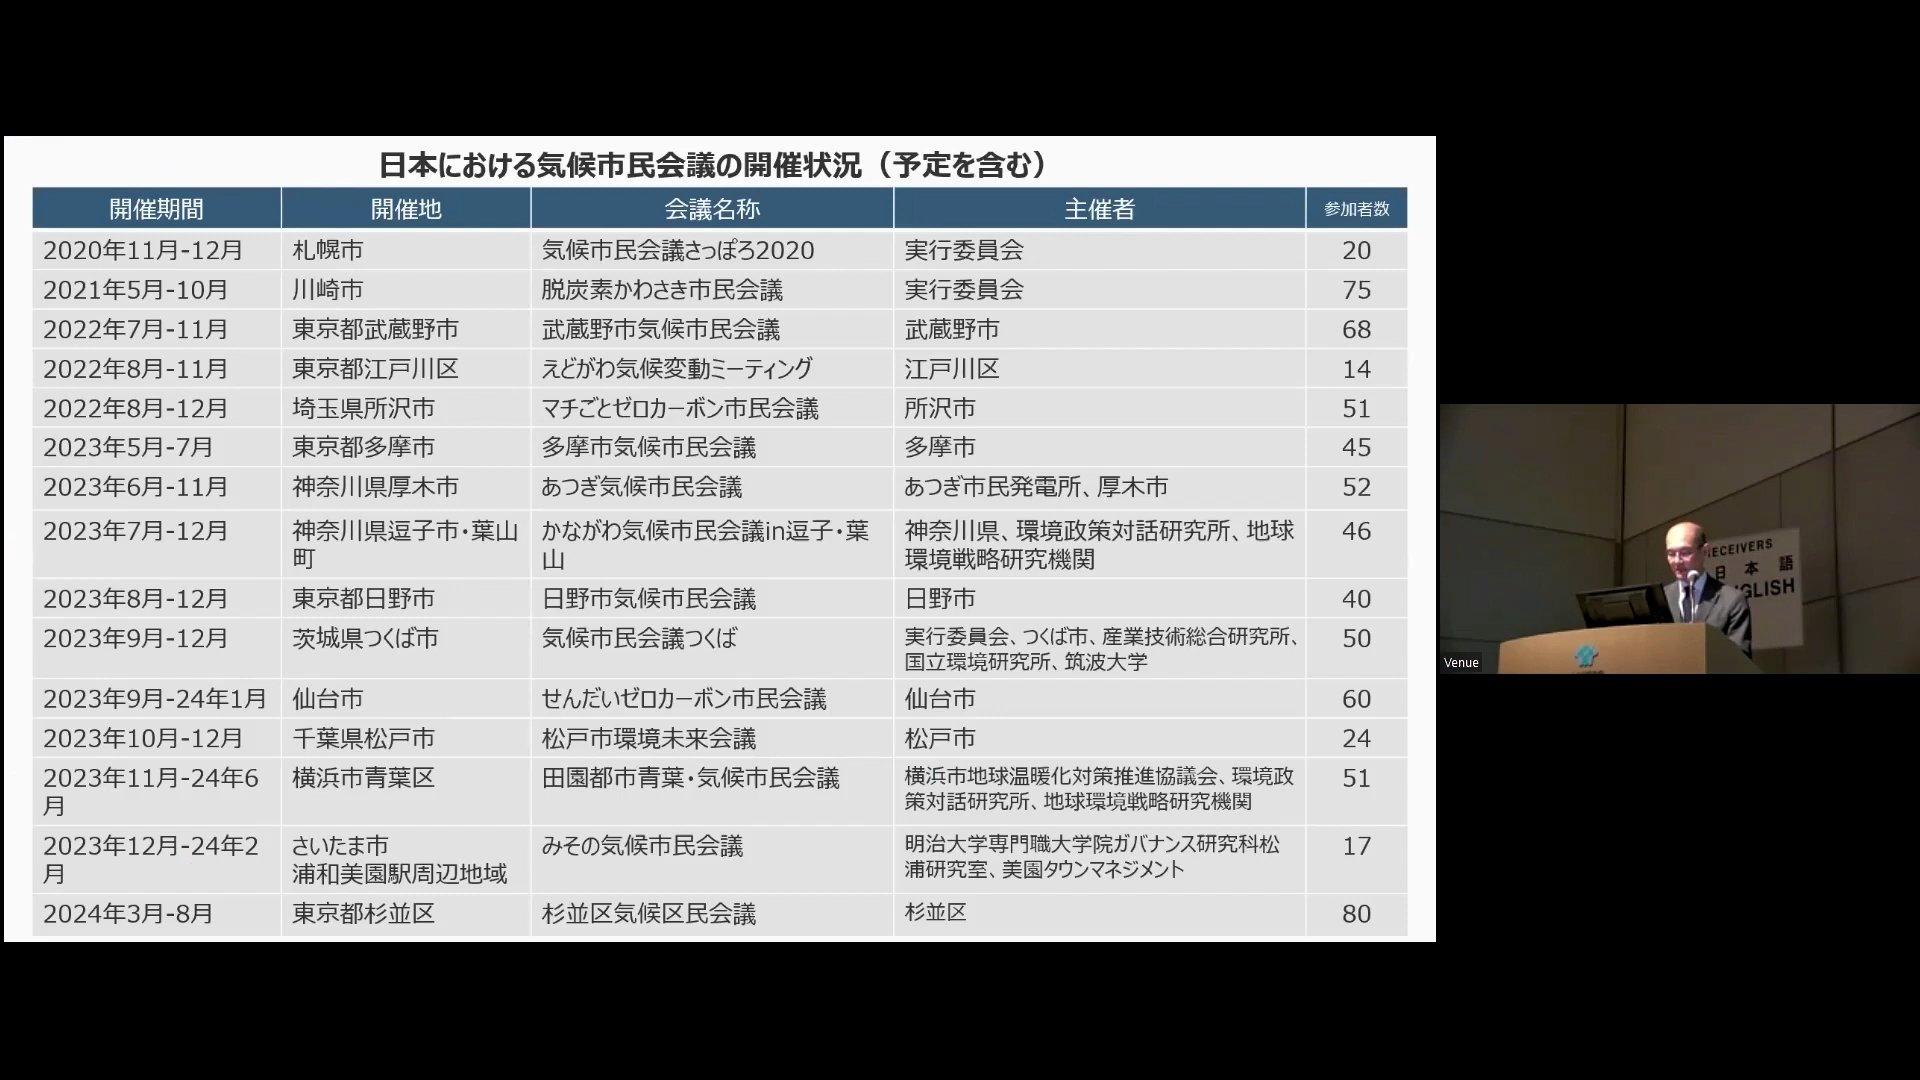 日本における気候市民会議の開催状況（予定を含む）
開催期間 開催地 会議名称 主催者 参加者数
2020年11月-12月 札幌市 気候市民会議さっぽろ2020 実行委員会 20
2021年5月-10月 川崎市 脱炭素かわさき市民会議 実行委員会 75
2022年7月-11月 東京都武蔵野市 武蔵野市気候市民会議 武蔵野市 68
2022年8月-11月 東京都江戸川区 えどがわ気候変動ミーティング 江戸川区 14
2022年8月-12月 埼玉県所沢市 マチごとゼロカーボン市民会議 所沢市 51
2023年5月-7月 東京都多摩市 多摩市気候市民会議 多摩市 45
2023年6月-11月 神奈川県厚木市 あつぎ気候市民会議 あつぎ市民発電所、厚木市 52
2023年7月-12月 神奈川県逗子市・葉山 かながわ気候市民会議in逗子・葉 神奈川県、環境政策対話研究所、地球 46
町 山 環境戦略研究機関
2023年8月-12月 東京都日野市 日野市気候市民会議 日野市 40
2023年9月-12月 茨城県つくば市 気候市民会議つくば 実行委員会、つくば市、産業技術総合研究所、 50
国立環境研究所、筑波大学
2023年9月-24年1月 仙台市 せんだいゼロカーボン市民会議 仙台市 60
2023年10月-12月 千葉県松戸市 松戸市環境未来会議 松戸市 24
2023年11月-24年6 横浜市青葉区 田園都市青葉・気候市民会議 横浜市地球温暖化対策推進協議会、環境政 51
月 策対話研究所、地球環境戦略研究機関
2023年12月-24年2 さいたま市 みその気候市民会議 明治大学専門職大学院ガバナンス研究科松 17
月 浦和美園駅周辺地域 浦研究室、美園タウンマネジメント
2024年3月-8月 東京都杉並区 杉並区気候区民会議 杉並区 80
RECEIVERS
日本語
GLISH
Venue